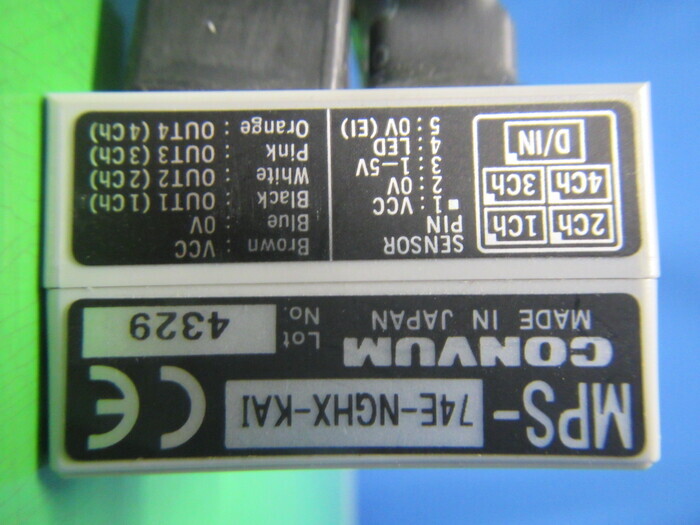 MPS-74E-NGHX-KAI
CONVUM
MADE IN JAPAN
Lot No. 4329
2Ch 1Ch
4Ch 3Ch
D/IN
SENSOR
PIN
■1: VCC
2: 0V
3: 1–5V
4: LED
5: 0V (EI)
Brown : VCC
Blue : 0V
Black : OUT1 (1Ch)
White : OUT2 (2Ch)
Pink : OUT3 (3Ch)
Orange : OUT4 (4Ch)